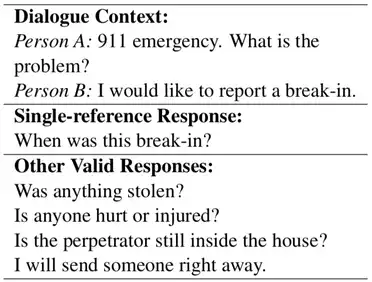 Dialogue Context:
Person A: 911 emergency. What is the
problem?
Person B: I would like to report a break-in.
Single-reference Response:
When was this break-in?
Other Valid Responses:
Was anything stolen?
Is anyone hurt or injured?
Is the perpetrator still inside the house?
I will send someone right away.